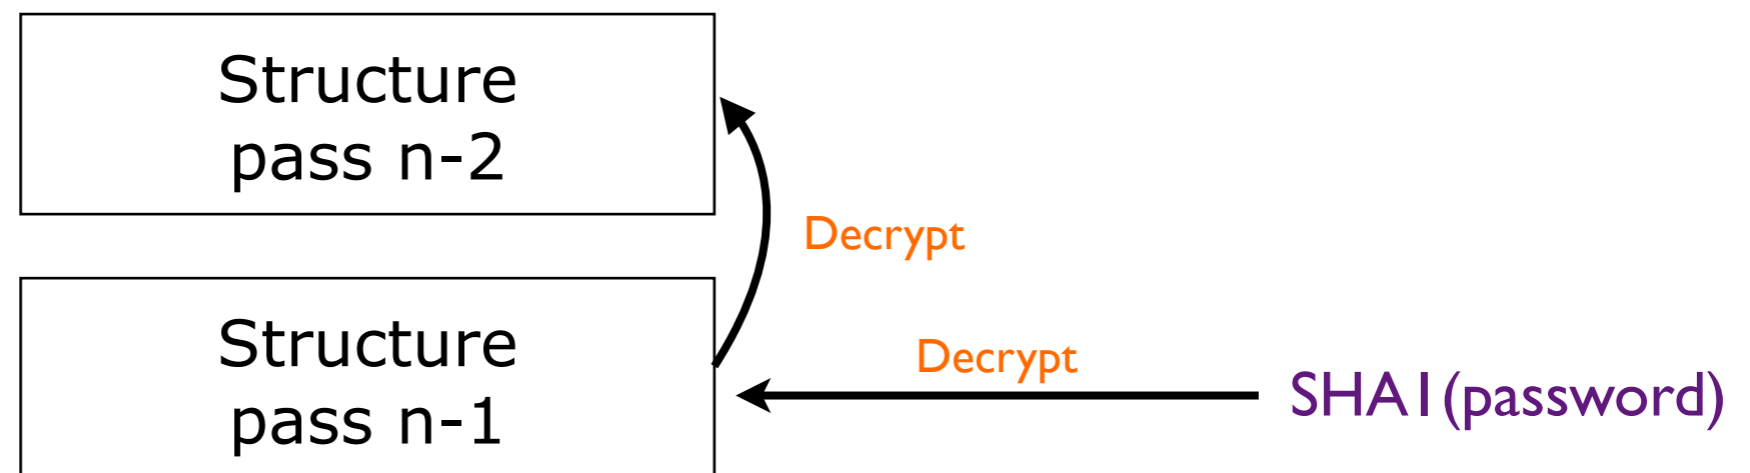 Structure
pass n-2
Decrypt
Structure
pass n-1
Decrypt
SHA1(password)